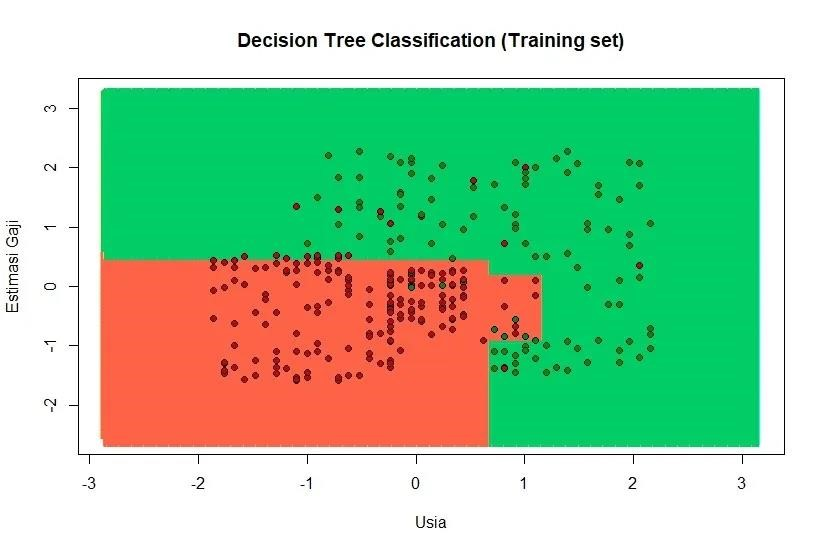 Decision Tree Classification (Training set)
3
2
1
0
-1
-2
Estimasi Gaji
-3 -2 -1 0 1 2 3
Usia